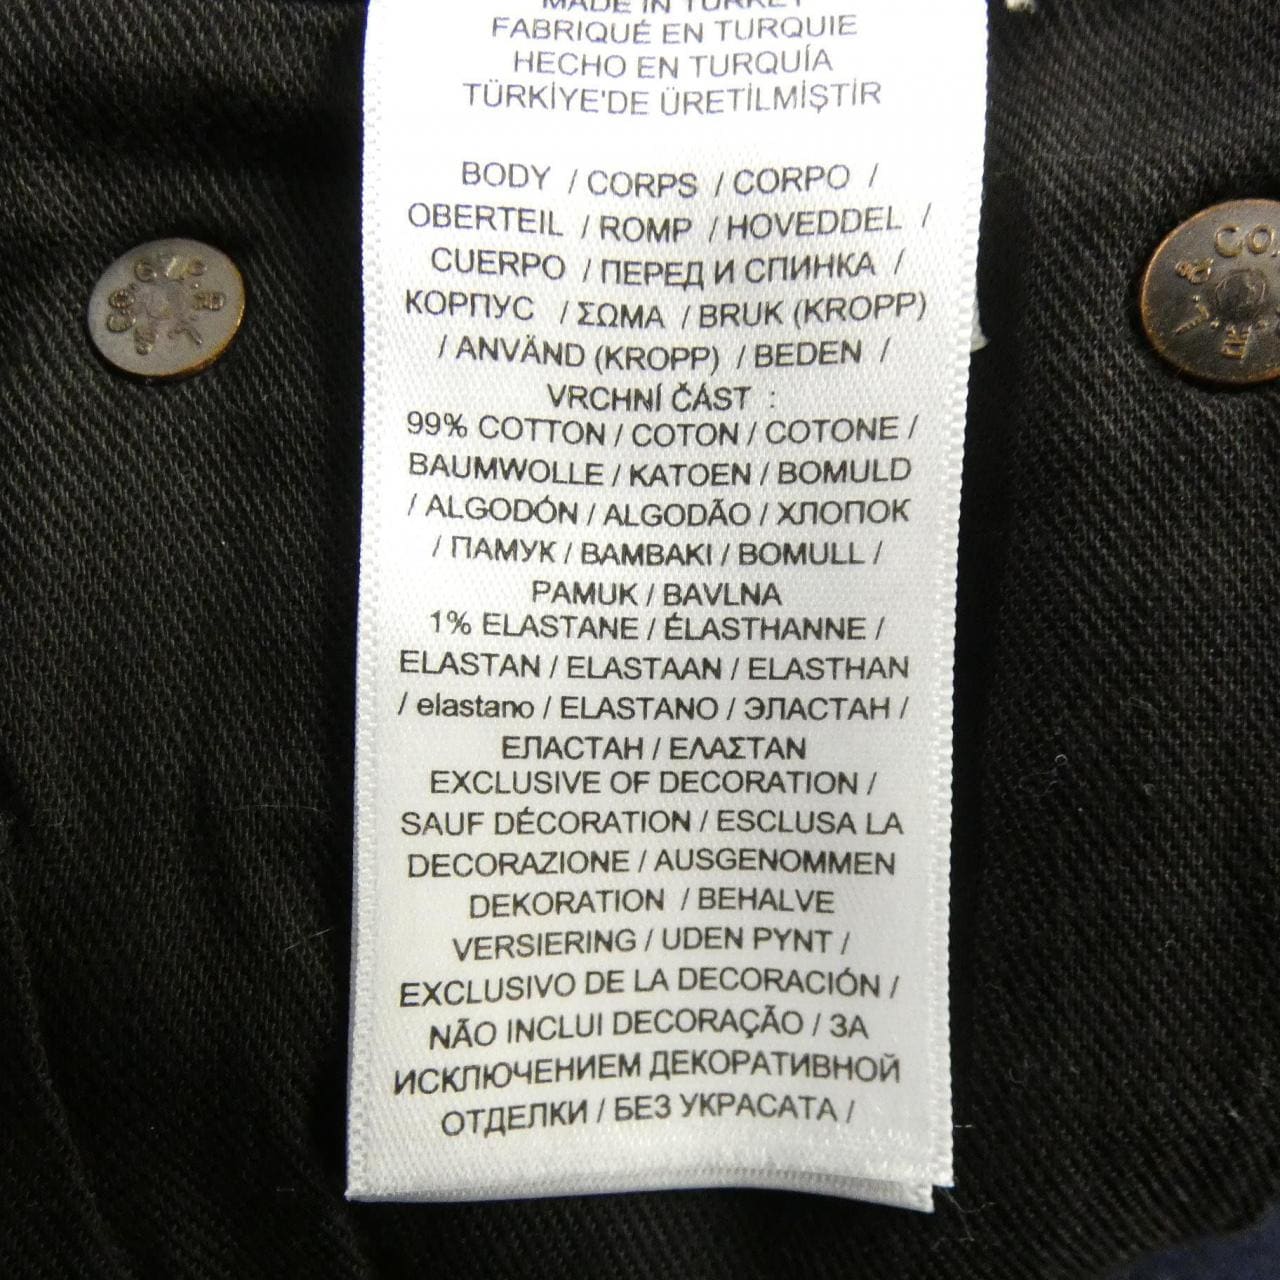 MADE IN TURKEY
FABRIQUÉ EN TURQUIE
HECHO EN TURQUÍA
TÜRKİYE'DE ÜRETİLMİŞTİR
BODY / CORPS / CORPO /
OBERTEIL / ROMP / HOVEDDEL /
CUERPO / ПЕРЕД И СПИНКА /
КОРПУС / ΣΩΜΑ / BRUK (KROPP)
/ ANVÄND (KROPP) / BEDEN /
VRCHNÍ ČÁST :
99% COTTON / COTON / COTONE /
BAUMWOLLE / KATOEN / BOMULD
/ ALGODÓN / ALGODÃO / ХЛОПОК
/ ПАМУК / BAMBAKI / BOMULL /
PAMUK / BAVLNA
1% ELASTANE / ÉLASTHANNE /
ELASTAN / ELASTAAN / ELASTHAN
/ elastano / ELASTANO / ЭЛАСТАН /
ЕЛАСТАН / ΕΛΑΣΤΑΝ
EXCLUSIVE OF DECORATION /
SAUF DÉCORATION / ESCLUSA LA
DECORAZIONE / AUSGENOMMEN
DEKORATION / BEHALVE
VERSIERING / UDEN PYNT /
EXCLUSIVO DE LA DECORACIÓN /
NÃO INCLUI DECORAÇÃO / ЗА
ИСКЛЮЧЕНИЕМ ДЕКОРАТИВНОЙ
ОТДЕЛКИ / БЕЗ УКРАСАТА /